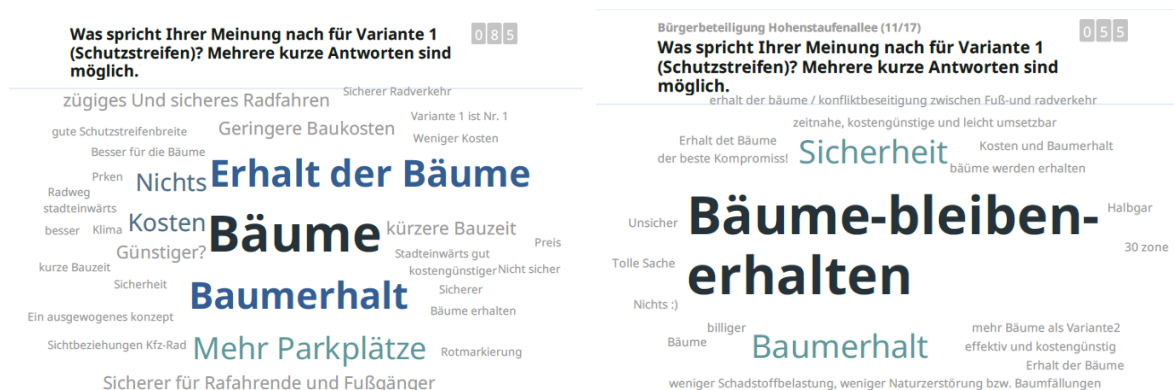 Was spricht Ihrer Meinung nach für Variante 1
(Schutzstreifen)? Mehrere kurze Antworten sind
möglich.
085
zügiges Und sicheres Radfahren
Sicherer Radverkehr
Variante 1 ist Nr. 1
gute Schutzstreifenbreite
Geringere Baukosten
Weniger Kosten
Besser für die Bäume
Prken
Nichts
Erhalt der Bäume
Radweg
stadteinwärts
Kosten
besser
Klima
Bäume
kürzere Bauzeit
Preis
Günstiger?
Stadteinwärts gut
kurze Bauzeit
kostengünstiger
Nicht sicher
Sicherheit
Baumerhalt
Sicherer
Bäume erhalten
Ein ausgewogenes konzept
Sichtbeziehungen Kfz-Rad
Mehr Parkplätze
Rotmarkierung
Sicherer für Rafahrende und Fußgänger
Bürgerbeteiligung Hohenstaufenallee (11/17)
055
Was spricht Ihrer Meinung nach für Variante 1
(Schutzstreifen)? Mehrere kurze Antworten sind
möglich.
erhalt der bäume / konfliktbeseitigung zwischen Fuß-und radverkehr
zeitnahe, kostengünstige und leicht umsetzbar
Erhalt det Bäume
Sicherheit
Kosten und Baumerhalt
der beste Kompromiss!
bäüme werden erhalten
Bäume-bleiben-
erhalten
Halbgar
Unsicher
30 zone
Tolle Sache
Nichts :)
billiger
Bäume
Baumerhalt
mehr Bäume als Variante2
effektiv und kostengünstig
Erhalt der Bäume
weniger Schadstoffbelastung, weniger Naturzerstörung bzw. Baumfällungen